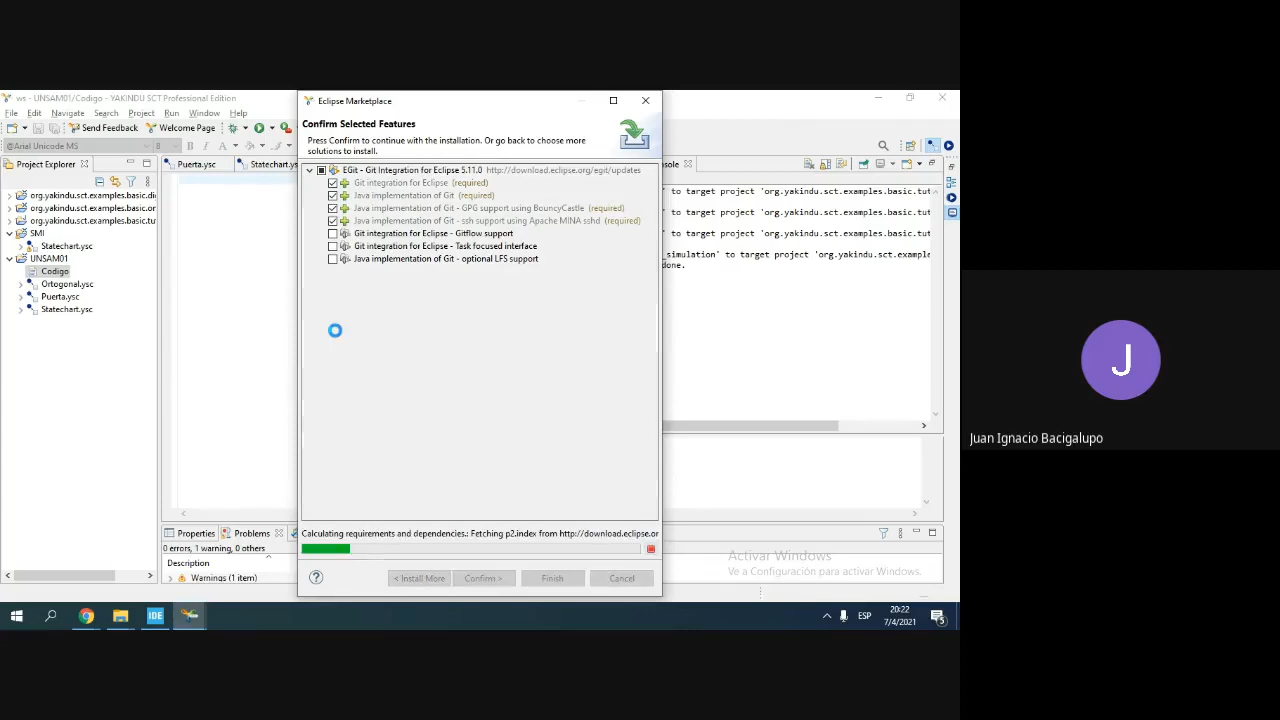 ws - UNSAM01/Codigo - YAKINDU SCT Professional Edition
File Edit Navigate Search Project Run Window Help
Send Feedback Welcome Page
@Arial Unicode MS 8 B I A
Project Explorer
Puerta.ysc Statechart.ys
org.yakindu.sct.examples.basic.di
org.yakindu.sct.examples.basic.tu
org.yakindu.sct.examples.basic.tu
SMI
Statechart.ysc
UNSAM01
Codigo
Ortogonal.ysc
Puerta.ysc
Statechart.ysc
Eclipse Marketplace
Confirm Selected Features
Press Confirm to continue with the installation. Or go back to choose more
solutions to install.
EGit - Git Integration for Eclipse 5.11.0 http://download.eclipse.org/egit/updates
Git integration for Eclipse (required)
Java implementation of Git (required)
Java implementation of Git - GPG support using BouncyCastle (required)
Java implementation of Git - ssh support using Apache MINA sshd (required)
Git integration for Eclipse - Gitflow support
Git integration for Eclipse - Task focused interface
Java implementation of Git - optional LFS support
Calculating requirements and dependencies.: Fetching p2.index from http://download.eclipse.or
< Install More Confirm > Finish Cancel
to target project 'org.yakindu.sct.examples.basic.tut
to target project 'org.yakindu.sct.examples.basic.tut
to target project 'org.yakindu.sct.examples.basic.tut
_simulation' to target project 'org.yakindu.sct.exam
done.
Properties Problems
0 errors, 1 warning, 0 others
Description
Warnings (1 item)
Activar Windows
Ve a Configuración para activar Windows.
IDE
ESP
20:22
7/4/2021
5
J
Juan Ignacio Bacigalupo